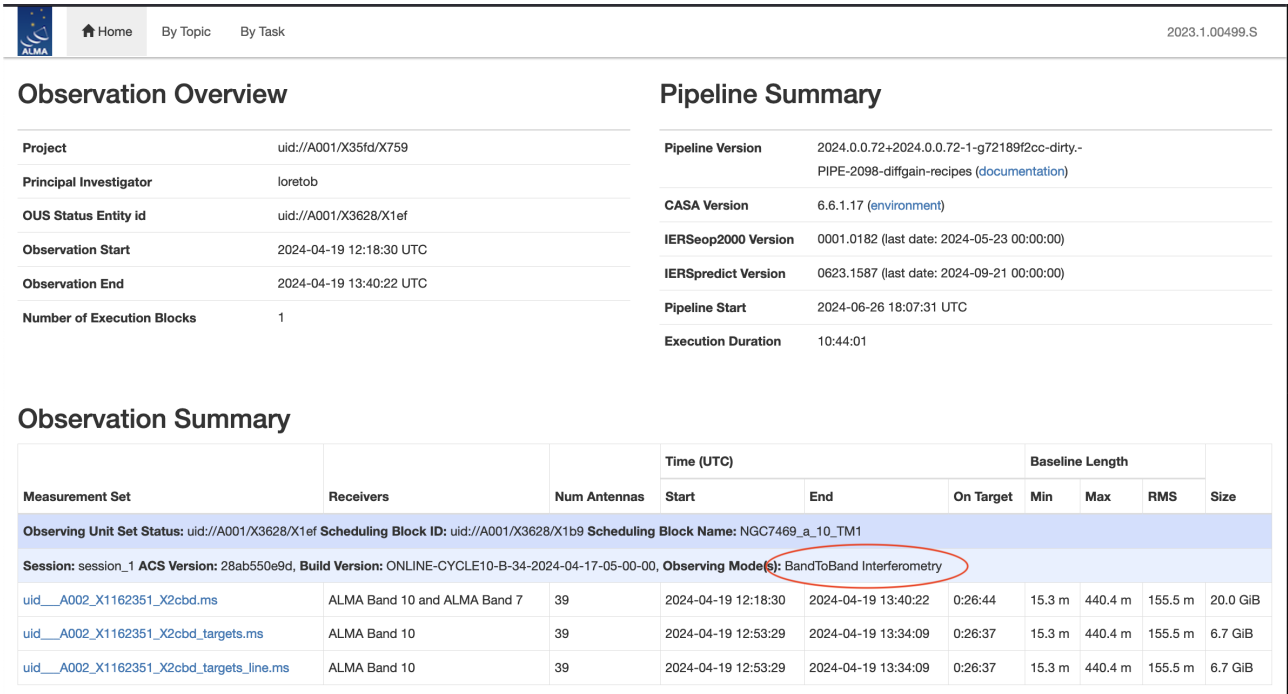 ALMA
Home By Topic By Task 2023.1.00499.S
Observation Overview
Project uid://A001/X35fd/X759
Principal Investigator loretob
OUS Status Entity id uid://A001/X3628/X1ef
Observation Start 2024-04-19 12:18:30 UTC
Observation End 2024-04-19 13:40:22 UTC
Number of Execution Blocks 1
Pipeline Summary
Pipeline Version 2024.0.0.72+2024.0.0.72-1-g72189f2cc-dirty.-
PIPE-2098-diffgain-recipes (documentation)
CASA Version 6.6.1.17 (environment)
IERSeop2000 Version 0001.0182 (last date: 2024-05-23 00:00:00)
IERSpredict Version 0623.1587 (last date: 2024-09-21 00:00:00)
Pipeline Start 2024-06-26 18:07:31 UTC
Execution Duration 10:44:01
Observation Summary
Time (UTC) Baseline Length
Measurement Set Receivers Num Antennas Start End On Target Min Max RMS Size
Observing Unit Set Status: uid://A001/X3628/X1ef Scheduling Block ID: uid://A001/X3628/X1b9 Scheduling Block Name: NGC7469_a_10_TM1
Session: session_1 ACS Version: 28ab550e9d, Build Version: ONLINE-CYCLE10-B-34-2024-04-17-05-00-00, Observing Mode(s): BandToBand Interferometry
uid___A002_X1162351_X2cbd.ms ALMA Band 10 and ALMA Band 7 39 2024-04-19 12:18:30 2024-04-19 13:40:22 0:26:44 15.3 m 440.4 m 155.5 m 20.0 GiB
uid___A002_X1162351_X2cbd_targets.ms ALMA Band 10 39 2024-04-19 12:53:29 2024-04-19 13:34:09 0:26:37 15.3 m 440.4 m 155.5 m 6.7 GiB
uid___A002_X1162351_X2cbd_targets_line.ms ALMA Band 10 39 2024-04-19 12:53:29 2024-04-19 13:34:09 0:26:37 15.3 m 440.4 m 155.5 m 6.7 GiB